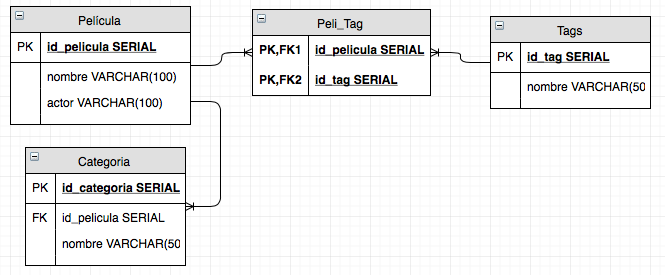 Película
PK id_pelicula SERIAL
nombre VARCHAR(100)
actor VARCHAR(100)
Peli_Tag
PK,FK1 id_pelicula SERIAL
PK,FK2 id_tag SERIAL
Tags
PK id_tag SERIAL
nombre VARCHAR(50
Categoria
PK id_categoria SERIAL
FK id_pelicula SERIAL
nombre VARCHAR(50